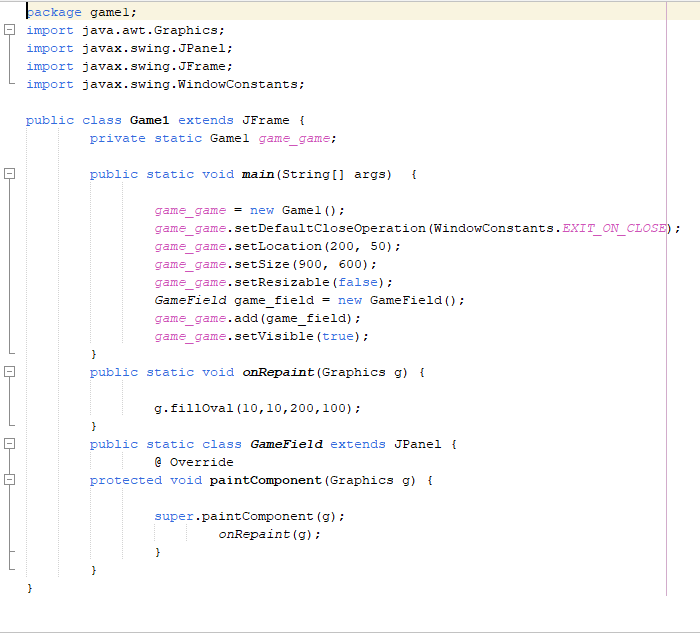 package game1;
import java.awt.Graphics;
import javax.swing.JPanel;
import javax.swing.JFrame;
import javax.swing.WindowConstants;
public class Game1 extends JFrame {
private static Game1 game_game;
public static void main(String[] args)  {
game_game = new Game1();
game_game.setDefaultCloseOperation(WindowConstants.EXIT_ON_CLOSE);
game_game.setLocation(200, 50);
game_game.setSize(900, 600);
game_game.setResizable(false);
GameField game_field = new GameField();
game_game.add(game_field);
game_game.setVisible(true);
}
public static void onRepaint(Graphics g) {
g.fillOval(10,10,200,100);
}
public static class GameField extends JPanel {
@ Override
protected void paintComponent(Graphics g) {
super.paintComponent(g);
onRepaint(g);
}
}
}